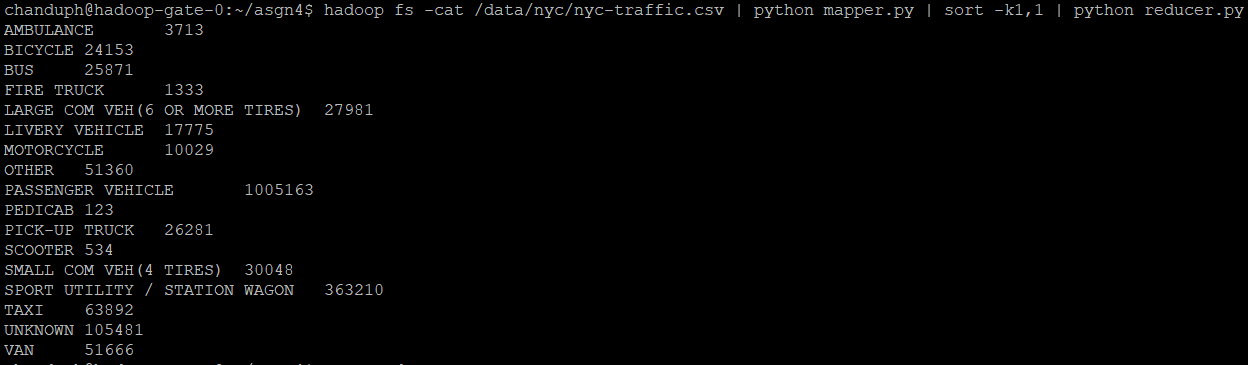 chanduph@hadoop-gate-0:~/asgn4$ hadoop fs -cat /data/nyc/nyc-traffic.csv | python mapper.py | sort -k1,1 | python reducer.py
AMBULANCE 3713
BICYCLE 24153
BUS 25871
FIRE TRUCK 1333
LARGE COM VEH(6 OR MORE TIRES) 27981
LIVERY VEHICLE 17775
MOTORCYCLE 10029
OTHER 51360
PASSENGER VEHICLE 1005163
PEDICAB 123
PICK-UP TRUCK 26281
SCOOTER 534
SMALL COM VEH(4 TIRES) 30048
SPORT UTILITY / STATION WAGON 363210
TAXI 63892
UNKNOWN 105481
VAN 51666